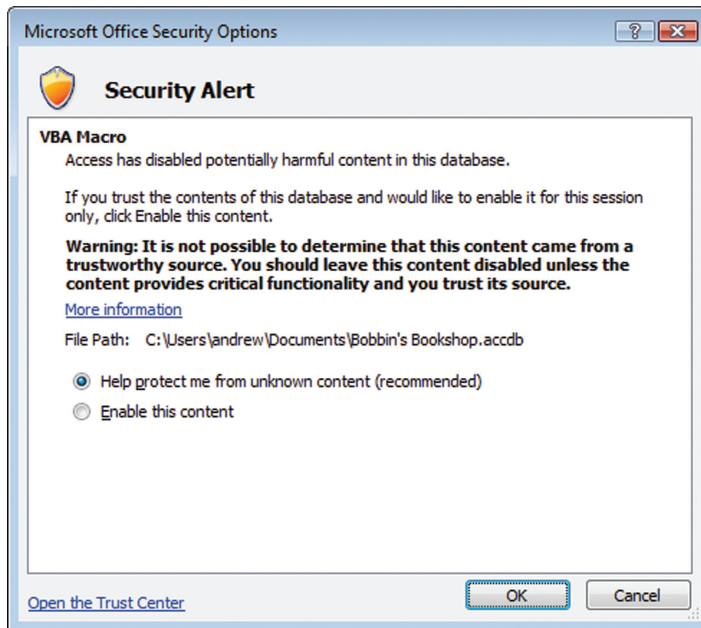 Microsoft Office Security Options
?
Security Alert
VBA Macro
Access has disabled potentially harmful content in this database.
If you trust the contents of this database and would like to enable it for this session
only, click Enable this content.
Warning: It is not possible to determine that this content came from a
trustworthy source. You should leave this content disabled unless the
content provides critical functionality and you trust its source.
More information
File Path: C:\Users\andrew\Documents\Bobbin's Bookshop.accdb
Help protect me from unknown content (recommended)
Enable this content
Open the Trust Center
OK
Cancel